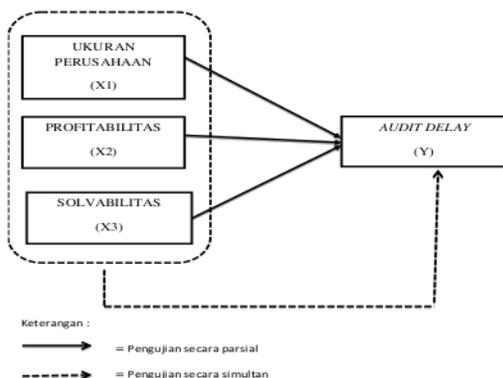 UKURAN
PERUSAHAAN
(X1)
PROFITABILITAS
(X2)
SOLVABILITAS
(X3)
AUDIT DELAY
(Y)
Keterangan :
= Pengujian secara parsial
= Pengujian secara simultan